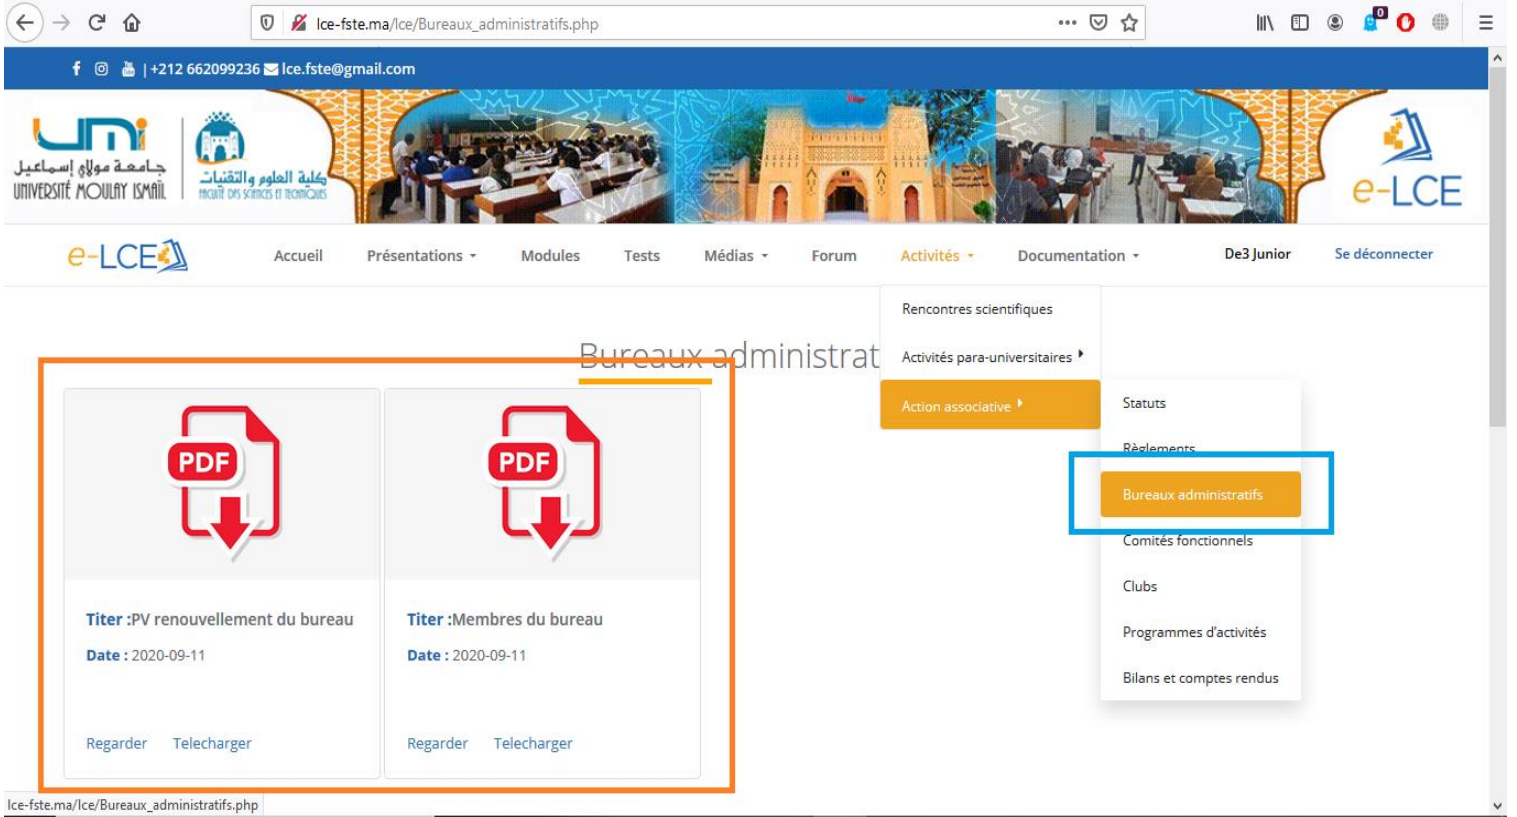 lce-fste.ma/lce/Bureaux_administratifs.php
0
| +212 662099236 lce.fste@gmail.com
umi
جامعة مولاي إسماعيل
UNIVERSITÉ MOULAY ISMAÏL
كلية العلوم والتقنيات
FACULTÉ DES SCIENCES ET TECHNIQUES
e-LCE
e-LCE
Accueil Présentations Modules Tests Médias Forum Activités Documentation De3 Junior Se déconnecter
Rencontres scientifiques
Activités para-universitaires
Action associative
Statuts
Règlements
Bureaux administratifs
Comités fonctionnels
Clubs
Programmes d’activités
Bilans et comptes rendus
Bureaux administrat
PDF
Titer :PV renouvellement du bureau
Date : 2020-09-11
Regarder Telecharger
PDF
Titer :Membres du bureau
Date : 2020-09-11
Regarder Telecharger
lce-fste.ma/lce/Bureaux_administratifs.php